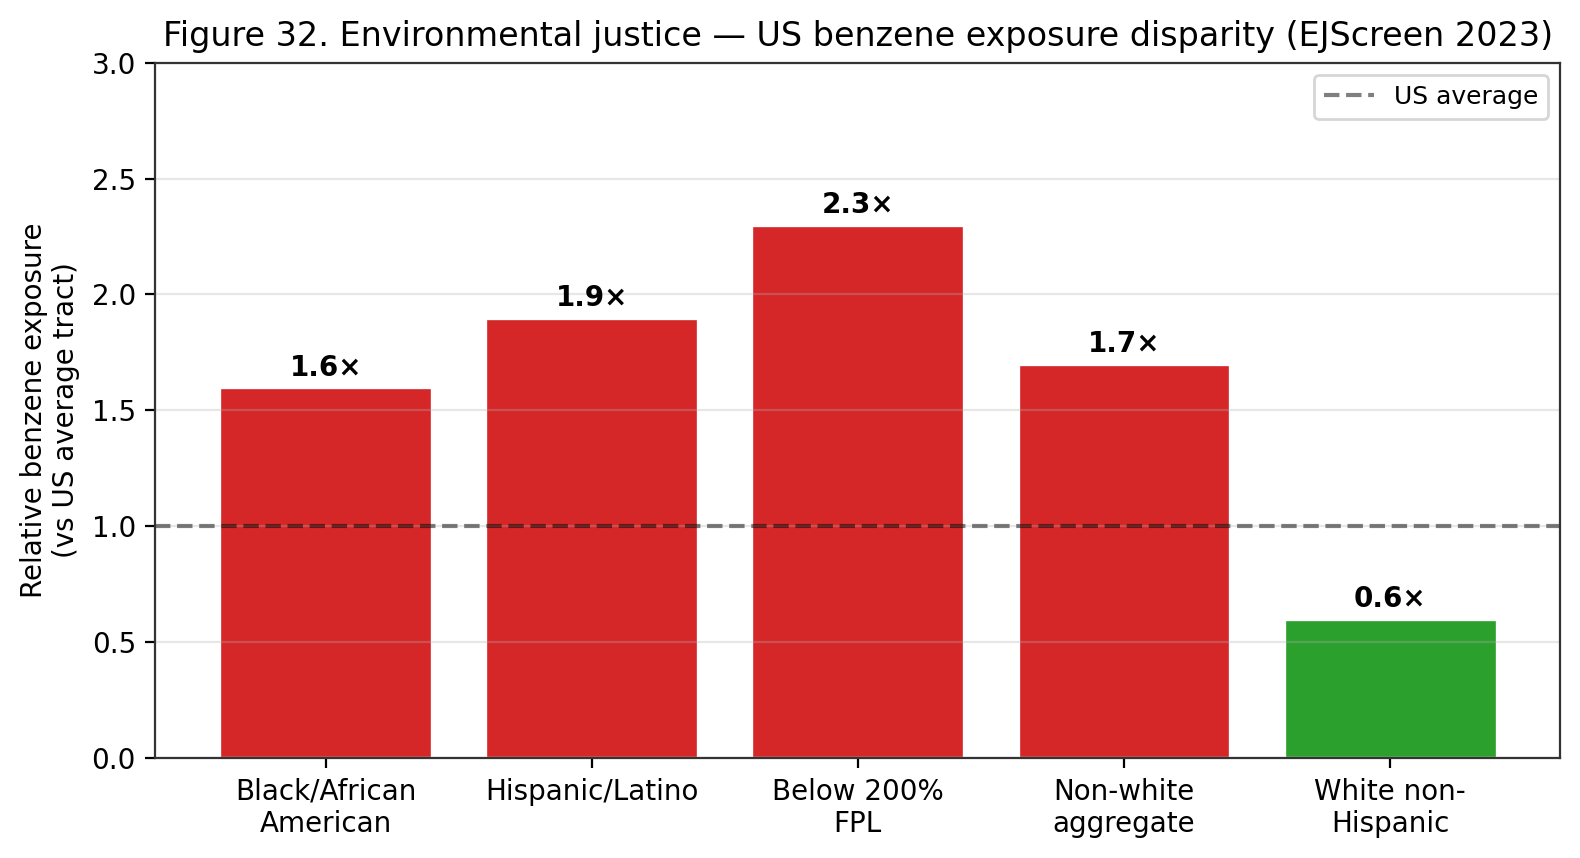 Figure 32. Environmental justice — US benzene exposure disparity (EJScreen 2023)
US average
Relative benzene exposure
(vs US average tract)
3.0
2.5
2.0
1.5
1.0
0.5
0.0
1.6×
1.9×
2.3×
1.7×
0.6×
Black/African
American
Hispanic/Latino
Below 200%
FPL
Non-white
aggregate
White non-
Hispanic